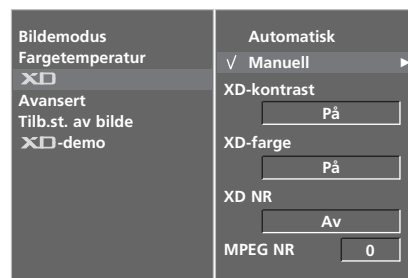 Bildemodus
Fargetemperatur
XD
Avansert
Tilb.st. av bilde
XD-demo
Automatisk
√ Manuell
XD-kontrast
På
XD-farge
På
XD NR
Av
MPEG NR 0